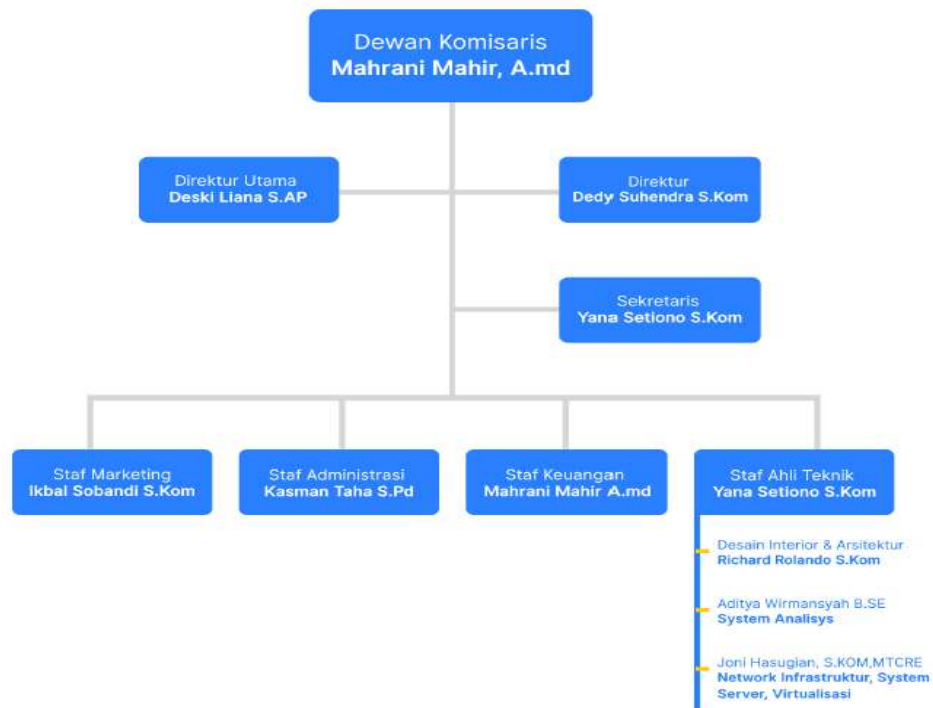 Dewan Komisaris
Mahrani Mahir, A.md
Direktur Utama
Deski Liana S.AP
Direktur
Dedy Suhendra S.Kom
Sekretaris
Yana Setiono S.Kom
Staf Marketing
Ikbal Sobandi S.Kom
Staf Administrasi
Kasman Taha S.Pd
Staf Keuangan
Mahrani Mahir A.md
Staf Ahli Teknik
Yana Setiono S.Kom
Desain Interior & Arsitektur
Richard Rolando S.Kom
Aditya Wirmansyah B.SE
System Analisys
Joni Hasugian, S.KOM,MTCRE
Network Infrastruktur, System
Server, Virtualisasi